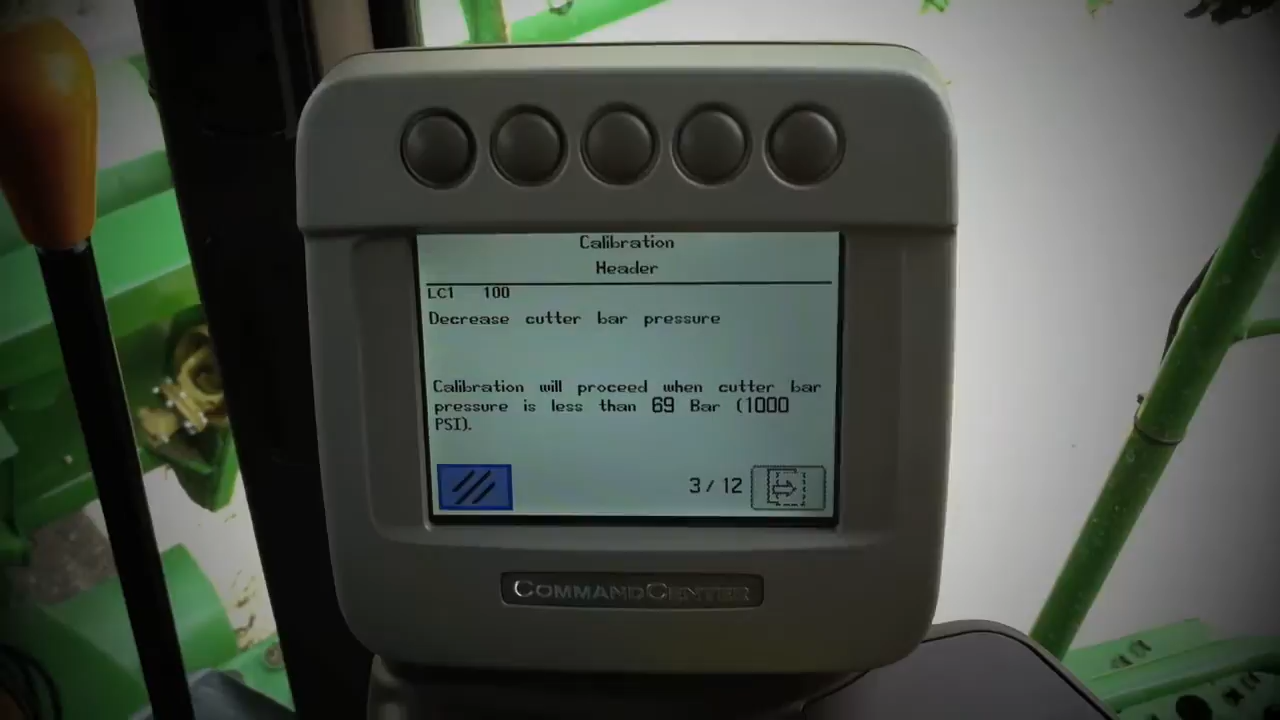 Calibration
Header
LC1 100
Decrease cutter bar pressure
Calibration will proceed when cutter bar
pressure is less than 69 Bar (1000
PSI).
3 / 12
COMMANDCENTER